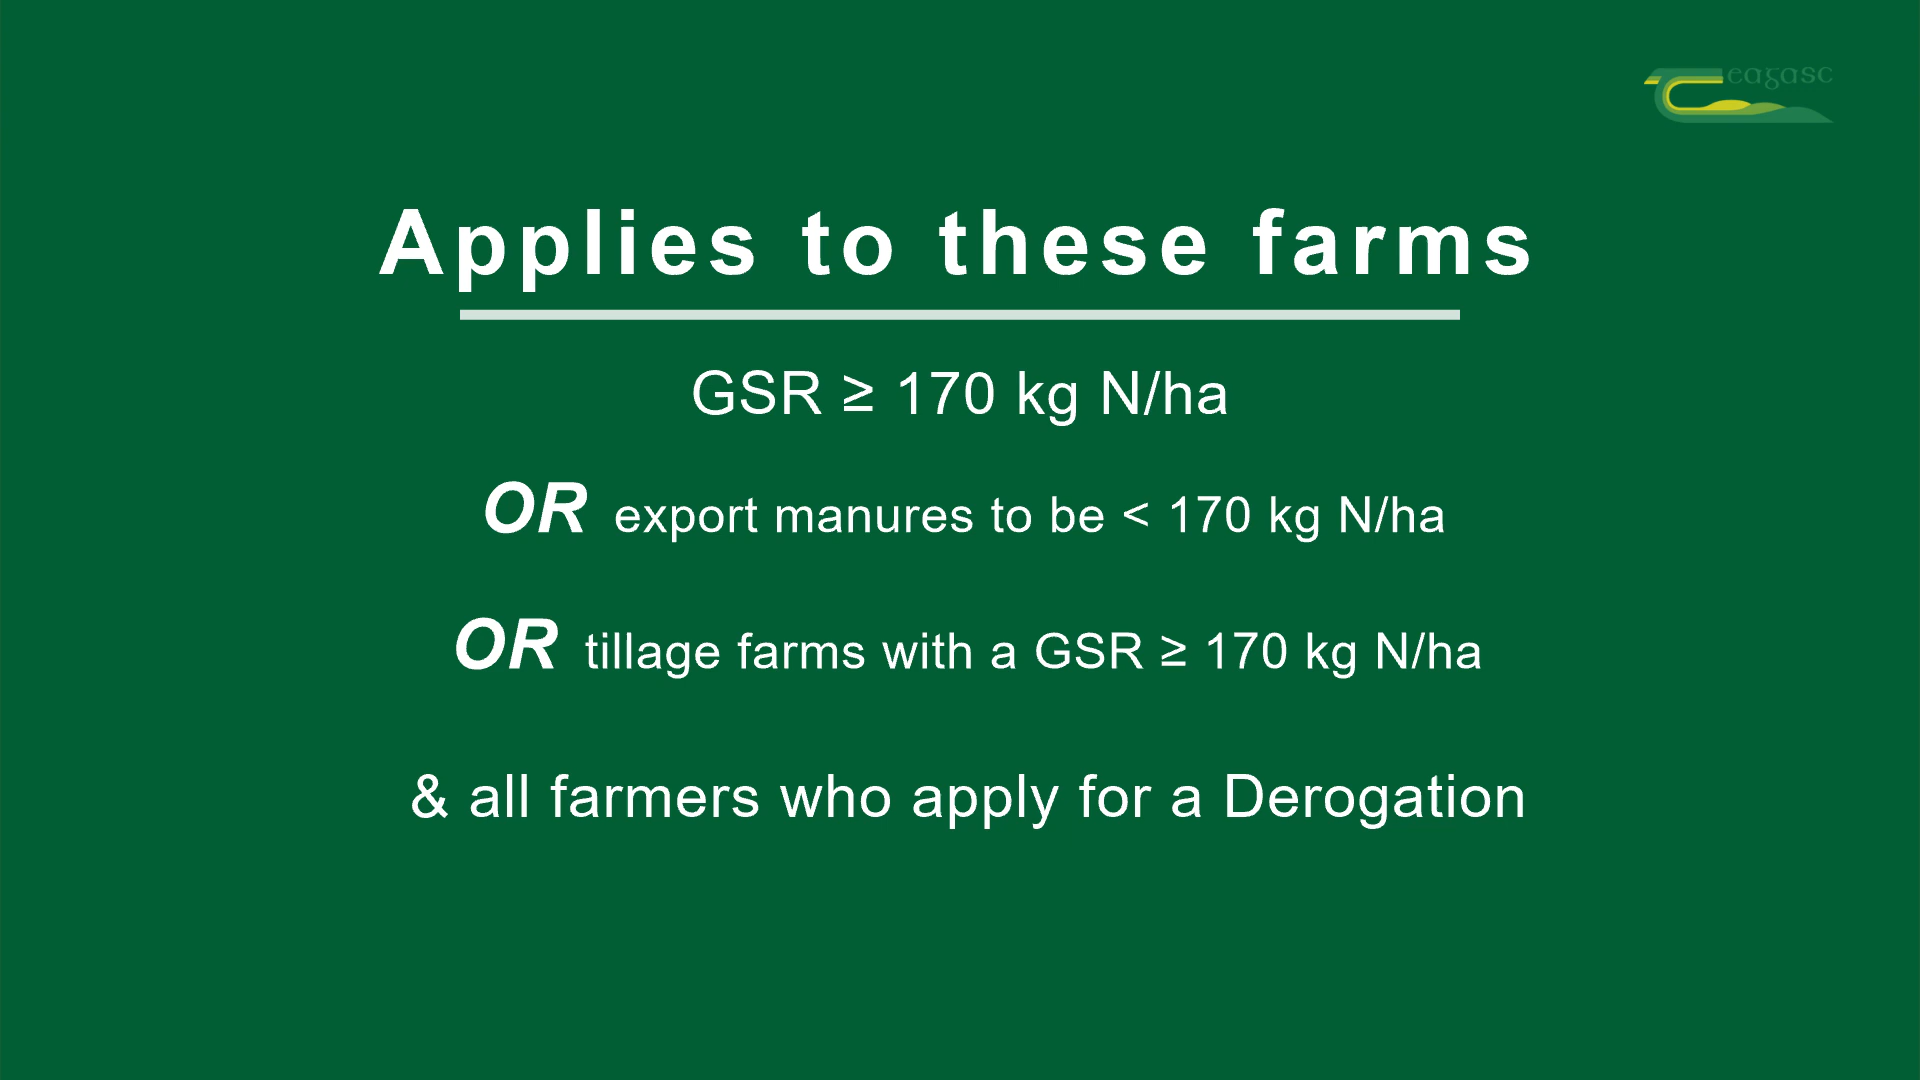 eagasc
Applies to these farms
GSR ≥ 170 kg N/ha
OR export manures to be < 170 kg N/ha
OR tillage farms with a GSR ≥ 170 kg N/ha
& all farmers who apply for a Derogation